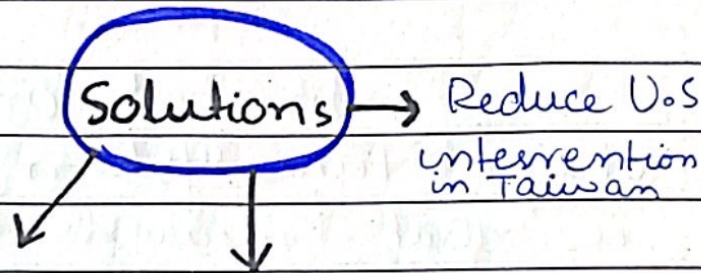 Solutions → Reduce U.S
intervention
in Taiwan